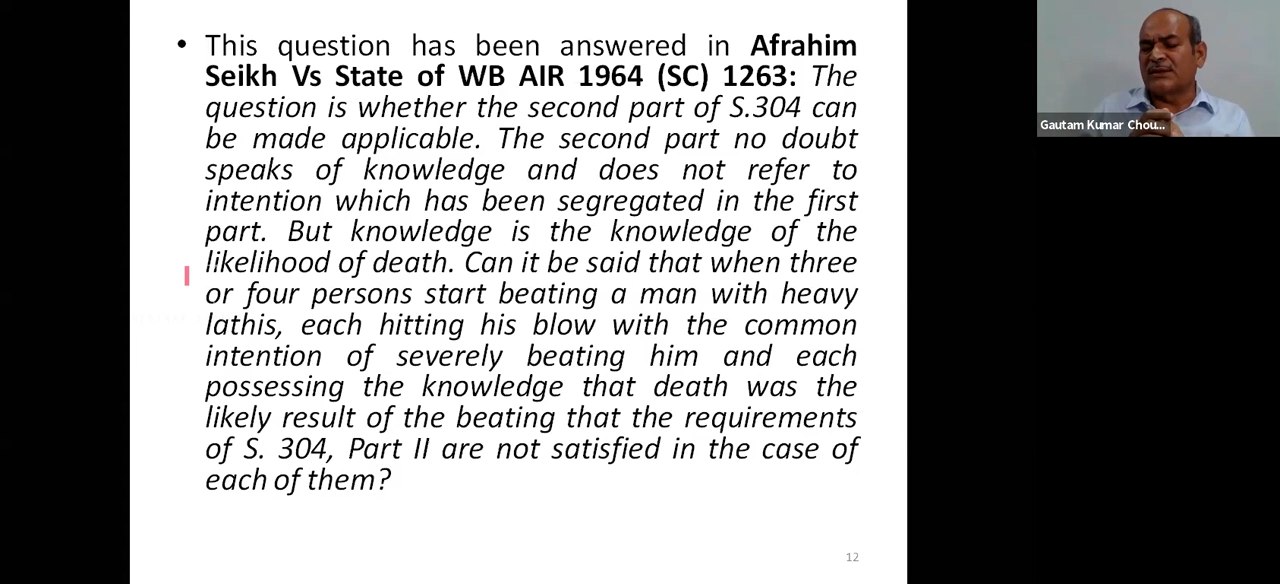 • This question has been answered in Afrahim
Seikh Vs State of WB AIR 1964 (SC) 1263: The
question is whether the second part of S.304 can
be made applicable. The second part no doubt
speaks of knowledge and does not refer to
intention which has been segregated in the first
part. But knowledge is the knowledge of the
likelihood of death. Can it be said that when three
or four persons start beating a man with heavy
lathis, each hitting his blow with the common
intention of severely beating him and each
possessing the knowledge that death was the
likely result of the beating that the requirements
of S. 304, Part II are not satisfied in the case of
each of them?
12
Gautam Kumar Chou...